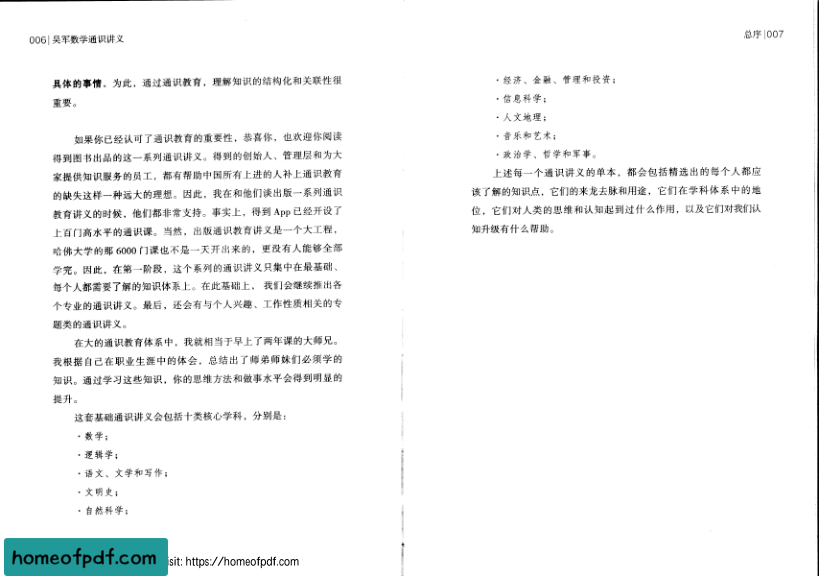 006|吴军数学通识讲义
具体的事情。为此，通过通识教育，理解知识的结构化和关联性很
重要。
如果你已经认可了通识教育的重要性，恭喜你，也欢迎你阅读
得到图书出品的这一系列通识讲义。得到的创始人、管理层和为大
家提供知识服务的员工，都有帮助中国所有上进的人补上通识教育
的缺失这样一种远大的理想。因此，我在和他们谈出版一系列通识
教育讲义的时候，他们都非常支持。事实上，得到 App 已经开设了
上百门高水平的通识课。当然，出版通识教育讲义是一个大工程，
哈佛大学的那 6000 门课也不是一天开出来的，更没有人能够全部
学完。因此，在第一阶段，这个系列的通识讲义只集中在最基础、
每个人都需要了解的知识体系上。在此基础上， 我们会继续推出各
个专业的通识讲义。最后，还会有与个人兴趣、工作性质相关的专
题类的通识讲义。
在大的通识教育体系中，我就相当于早上了两年课的大师兄。
我根据自己在职业生涯中的体会，总结出了师弟师妹们必须学的
知识。通过学习这些知识，你的思维方法和做事水平会得到明显的
提升。
这套基础通识讲义会包括十类核心学科，分别是：
·数学；
·逻辑学；
·语文、文学和写作；
·文明史；
·自然科学；
总序|007
·经济、金融、管理和投资；
·信息科学；
·人文地理；
·音乐和艺术；
·政治学、哲学和军事。
上述每一个通识讲义的单本，都会包括精选出的每个人都应
该了解的知识点，它们的来龙去脉和用途，它们在学科体系中的地
位，它们对人类的思维和认知起到过什么作用，以及它们对我们认
知升级有什么帮助。
homeofpdf.com
sit: https://homeofpdf.com